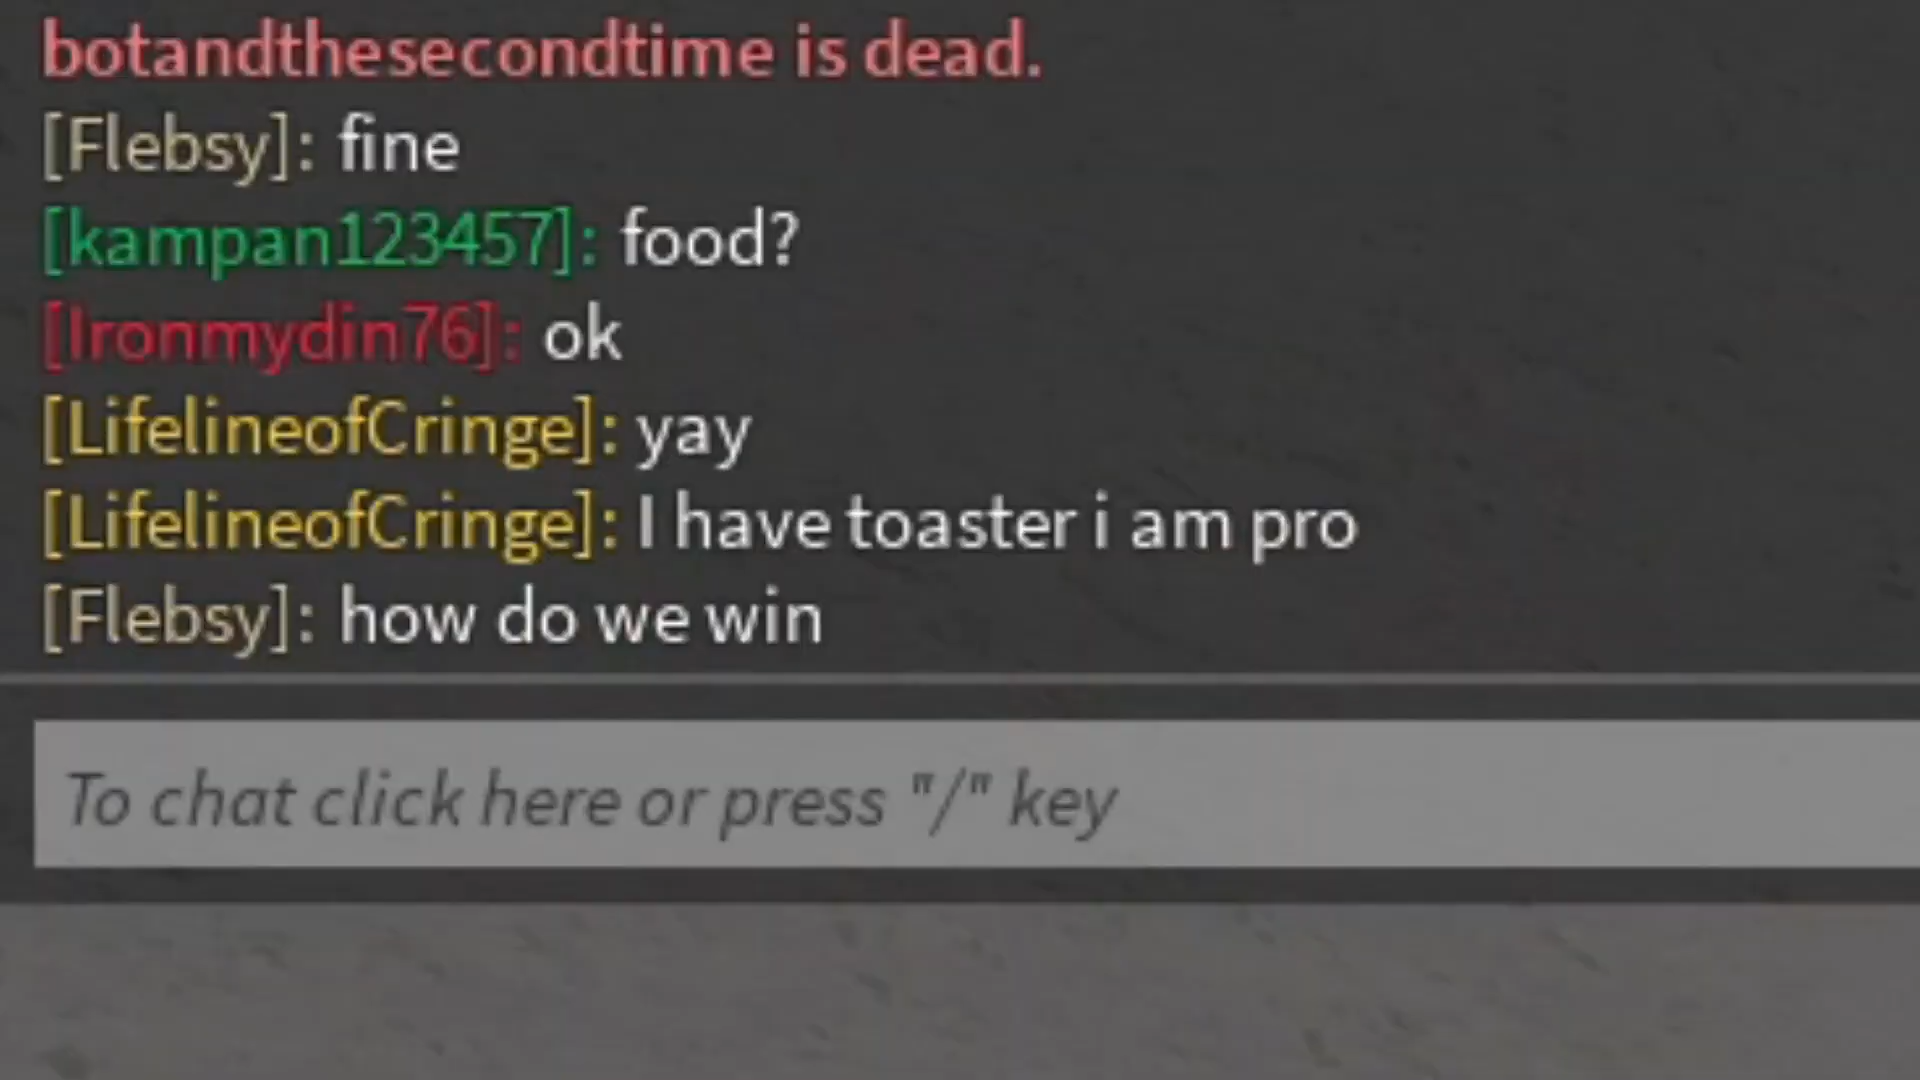 botandthesecondtime is dead.
[Flebsy]: fine
[kampan123457]: food?
[Ironmydin76]: ok
[LifelineofCringe]: yay
[LifelineofCringe]: I have toaster i am pro
[Flebsy]: how do we win
To chat click here or press "/" key